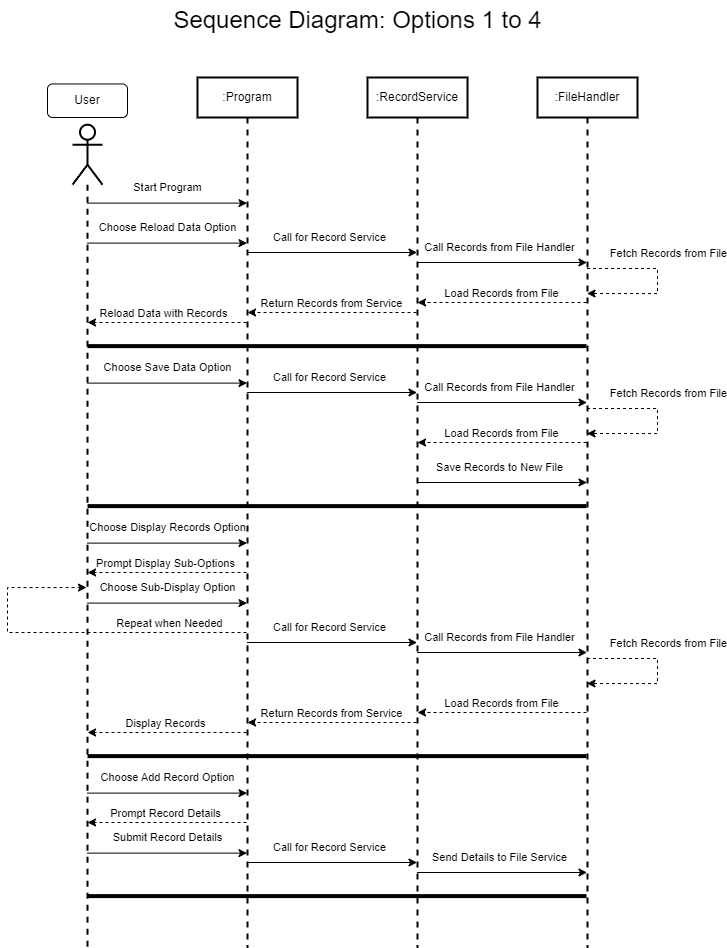 Sequence Diagram: Options 1 to 4
User
:Program
:RecordService
:FileHandler
Start Program
Choose Reload Data Option
Call for Record Service
Call Records from File Handler
Fetch Records from File
Load Records from File
Return Records from Service
Reload Data with Records
Choose Save Data Option
Call for Record Service
Call Records from File Handler
Fetch Records from File
Load Records from File
Save Records to New File
Choose Display Records Option
Prompt Display Sub-Options
Choose Sub-Display Option
Repeat when Needed
Call for Record Service
Call Records from File Handler
Fetch Records from File
Load Records from File
Return Records from Service
Display Records
Choose Add Record Option
Prompt Record Details
Submit Record Details
Call for Record Service
Send Details to File Service